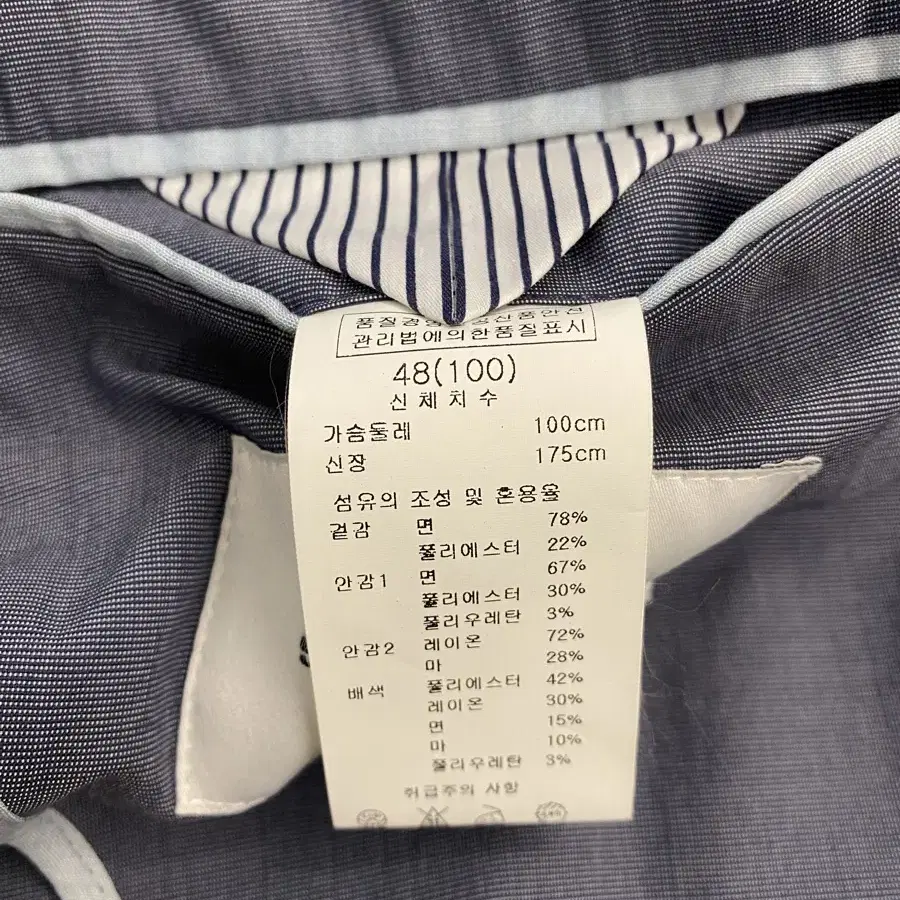 관리법에의한품질표시
48(100)
신체치수
가슴둘레 100cm
신장 175cm
섬유의 조성 및 혼용율
겉감 면 78%
폴리에스터 22%
안감1 면 67%
폴리에스터 30%
폴리우레탄 3%
안감2 레이온 72%
마 28%
배색 폴리에스터 42%
레이온 30%
면 15%
마 10%
폴리우레탄 3%
취급주의 사항